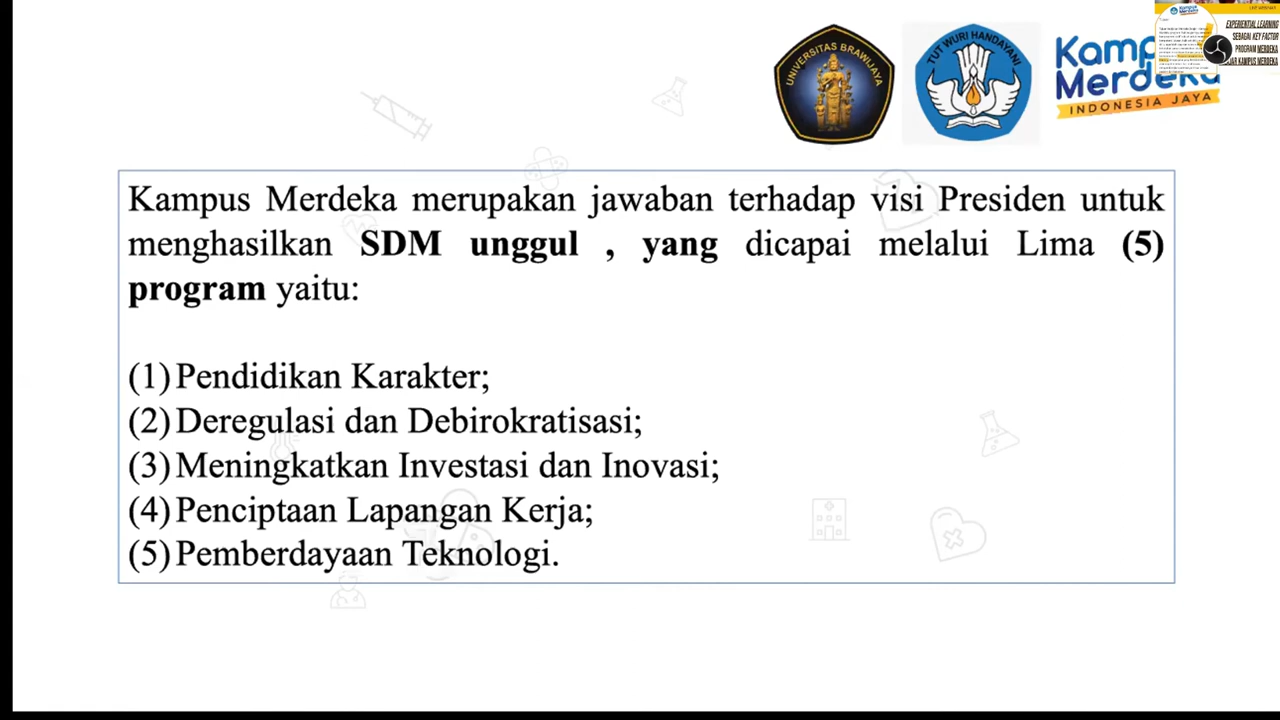 UNIVERSITAS BRAWIJAYA
TUT WURI HANDAYANI
Kampus
Merdeka
INDONESIA JAYA
LIVE WEBINAR
EXPERIENTIAL LEARNING
SEBAGAI KEY FACTOR
PROGRAM MERDEKA
KAMPUS MERDEKA
Kampus Merdeka merupakan jawaban terhadap visi Presiden untuk
menghasilkan SDM unggul , yang dicapai melalui Lima (5)
program yaitu:
(1) Pendidikan Karakter;
(2) Deregulasi dan Debirokratisasi;
(3) Meningkatkan Investasi dan Inovasi;
(4) Penciptaan Lapangan Kerja;
(5) Pemberdayaan Teknologi.